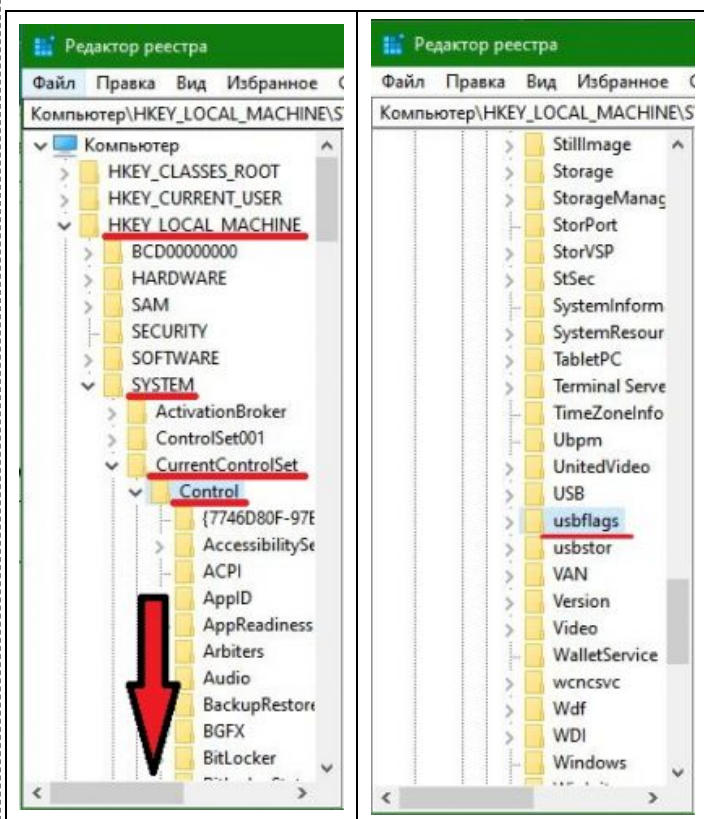 Редактор реестра
Файл Правка Вид Избранное
Компьютер\HKEY_LOCAL_MACHINE\S
Компьютер
HKEY_CLASSES_ROOT
HKEY_CURRENT_USER
HKEY_LOCAL_MACHINE
BCD00000000
HARDWARE
SAM
SECURITY
SOFTWARE
SYSTEM
ActivationBroker
ControlSet001
CurrentControlSet
Control
{7746D80F-97E
AccessibilitySe
ACPI
AppID
AppReadiness
Arbiters
Audio
BackupRestore
BGFX
BitLocker
Редактор реестра
Файл Правка Вид Избранное
Компьютер\HKEY_LOCAL_MACHINE\S
StillImage
Storage
StorageManag
StorPort
StorVSP
StSec
SystemInform
SystemResour
TabletPC
Terminal Serve
TimeZoneInfo
Ubpm
UnitedVideo
USB
usbflags
usbstor
VAN
Version
Video
WalletService
wcncsvc
Wdf
WDI
Windows